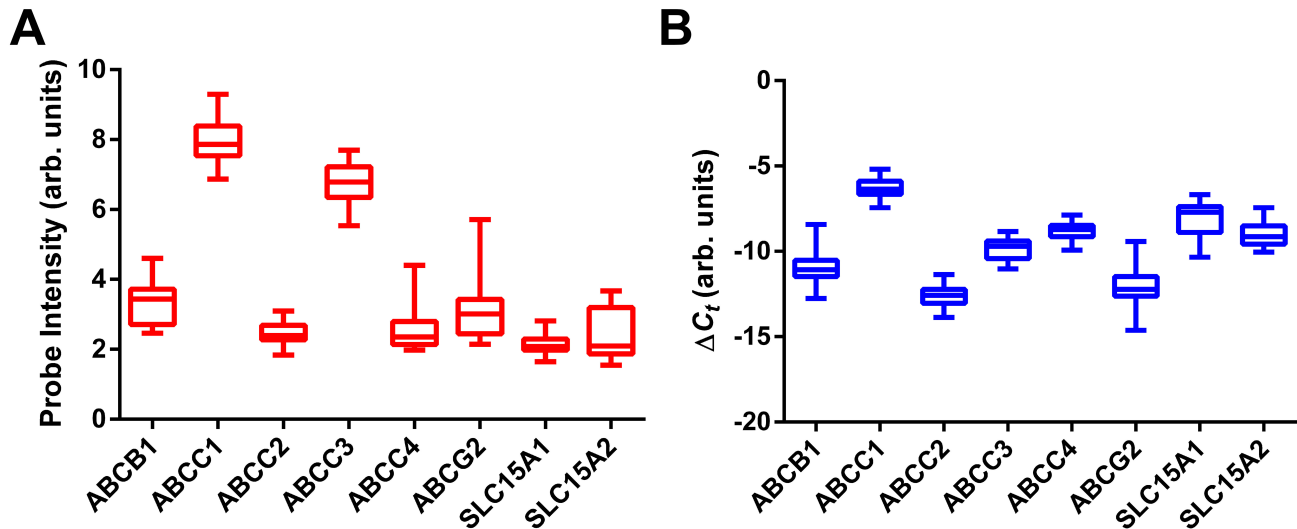 A
Probe Intensity (arb. units)
10
8
6
4
2
0
ABCB1
ABCC1
ABCC2
ABCC3
ABCC4
ABCG2
SLC15A1
SLC15A2
B
ΔCt (arb. units)
0
-5
-10
-15
-20
ABCB1
ABCC1
ABCC2
ABCC3
ABCC4
ABCG2
SLC15A1
SLC15A2